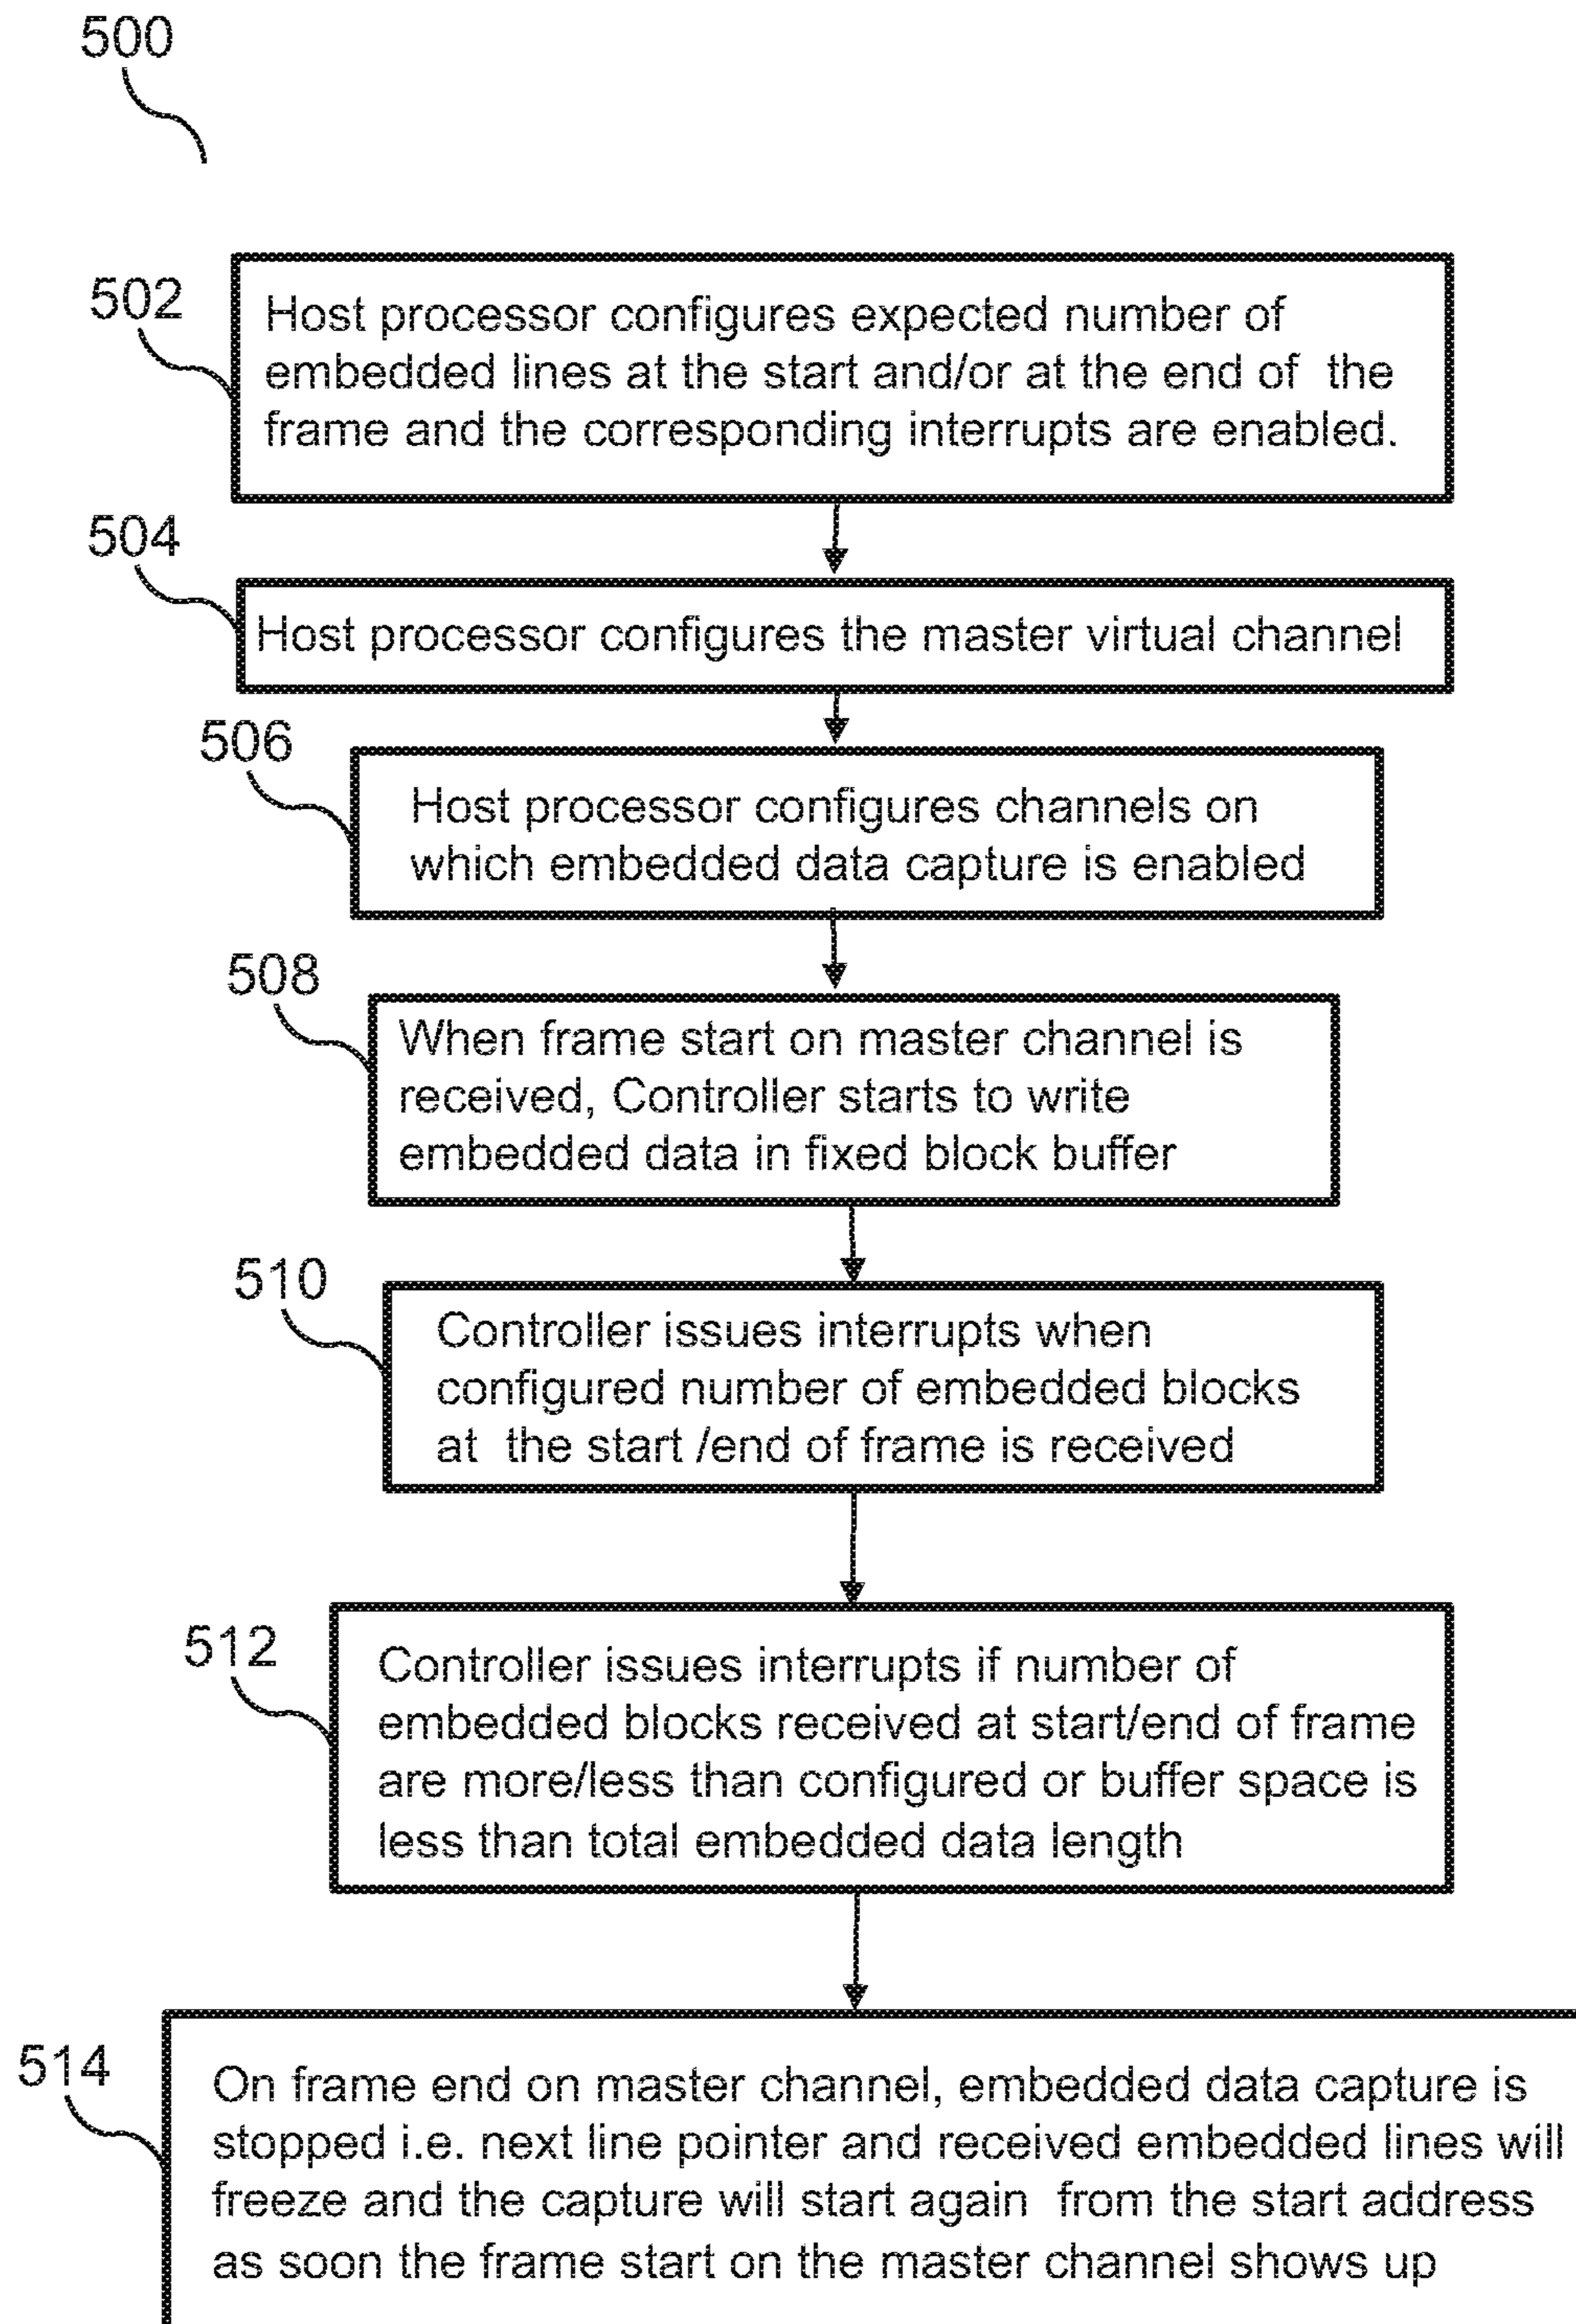 500
502
Host processor configures expected number of
embedded lines at the start and/or at the end of the
frame and the corresponding interrupts are enabled.
504
Host processor configures the master virtual channel
506
Host processor configures channels on
which embedded data capture is enabled
508
When frame start on master channel is
received, Controller starts to write
embedded data in fixed block buffer
510
Controller issues interrupts when
configured number of embedded blocks
at the start /end of frame is received
512
Controller issues interrupts if number of
embedded blocks received at start/end of frame
are more/less than configured or buffer space is
less than total embedded data length
514
On frame end on master channel, embedded data capture is
stopped i.e. next line pointer and received embedded lines will
freeze and the capture will start again from the start address
as soon the frame start on the master channel shows up